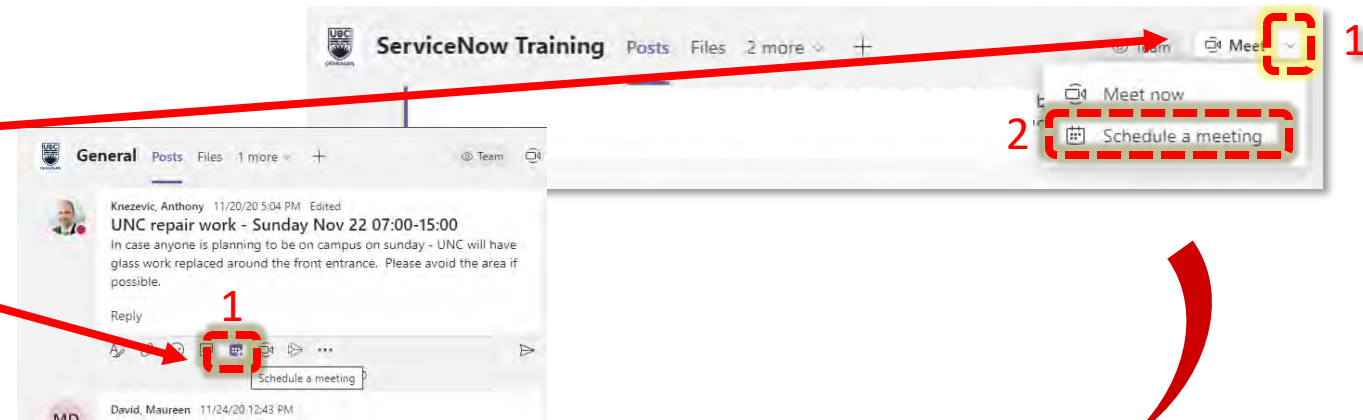 UBC
ServiceNow Training Posts Files 2 more +
Team Meet
1
Meet now
2 Schedule a meeting
UBC
General Posts Files 1 more +
Team
Knezevic, Anthony 11/20/20 5:04 PM Edited
UNC repair work - Sunday Nov 22 07:00-15:00
In case anyone is planning to be on campus on sunday - UNC will have
glass work replaced around the front entrance. Please avoid the area if
possible.
Reply
1
Schedule a meeting
MD David, Maureen 11/24/20 12:43 PM